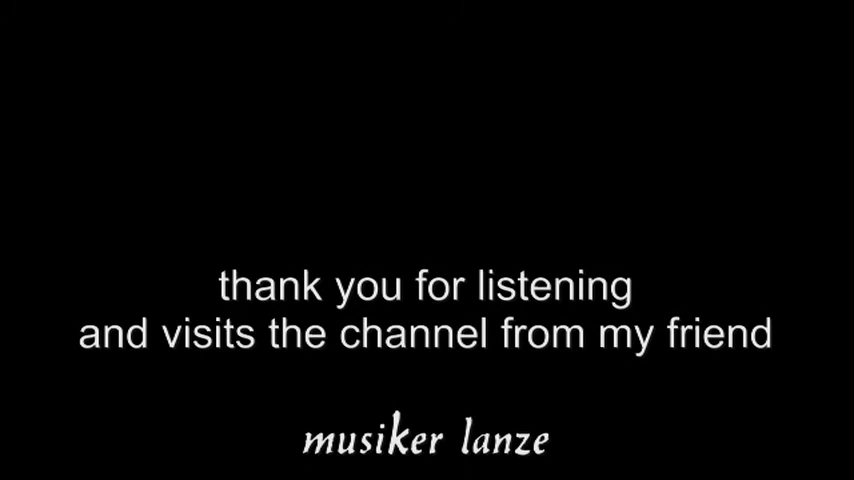 thank you for listening
and visits the channel from my friend
musiker lanze